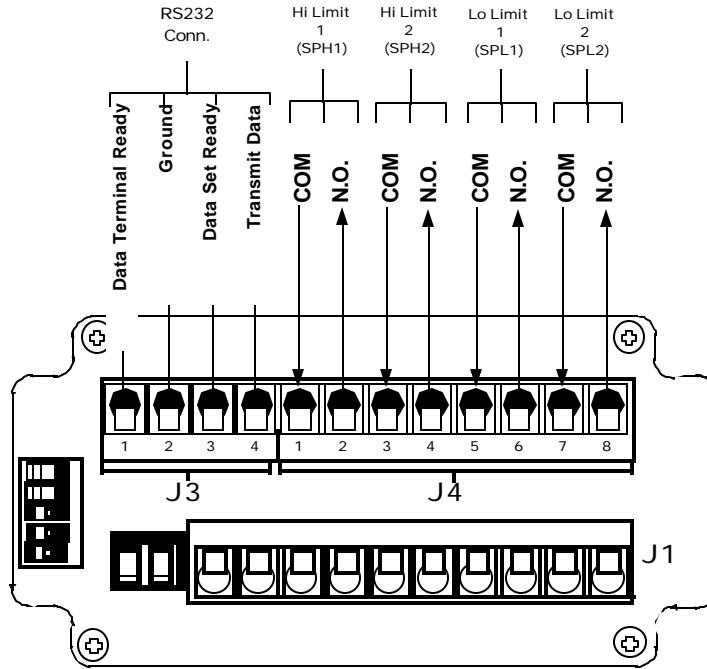 RS232
Conn.
Hi Limit
1
(SPH1)
Hi Limit
2
(SPH2)
Lo Limit
1
(SPL1)
Lo Limit
2
(SPL2)
Data Terminal Ready
Ground
Data Set Ready
Transmit Data
COM
N.O.
COM
N.O.
COM
N.O.
COM
N.O.
1 2 3 4 1 2 3 4 5 6 7 8
J3 J4
J1